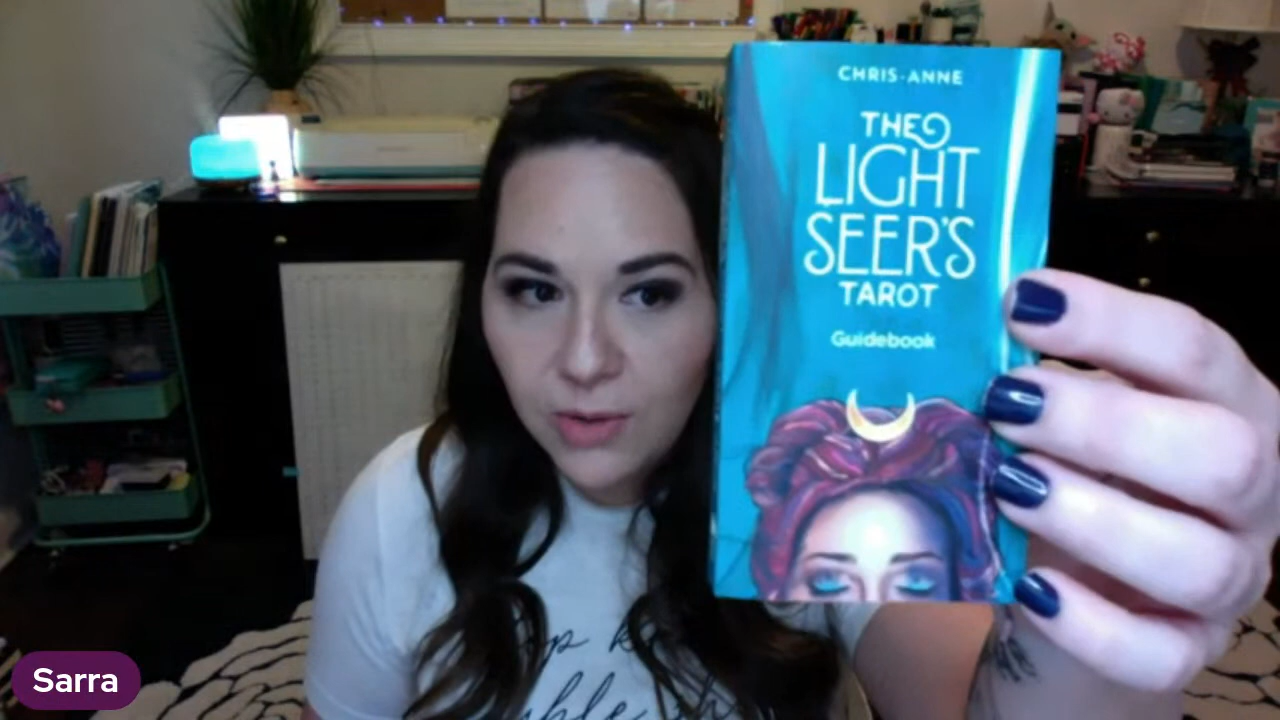 CHRIS-ANNE
THE
LIGHT
SEER'S
TAROT
Guidebook
Sarra